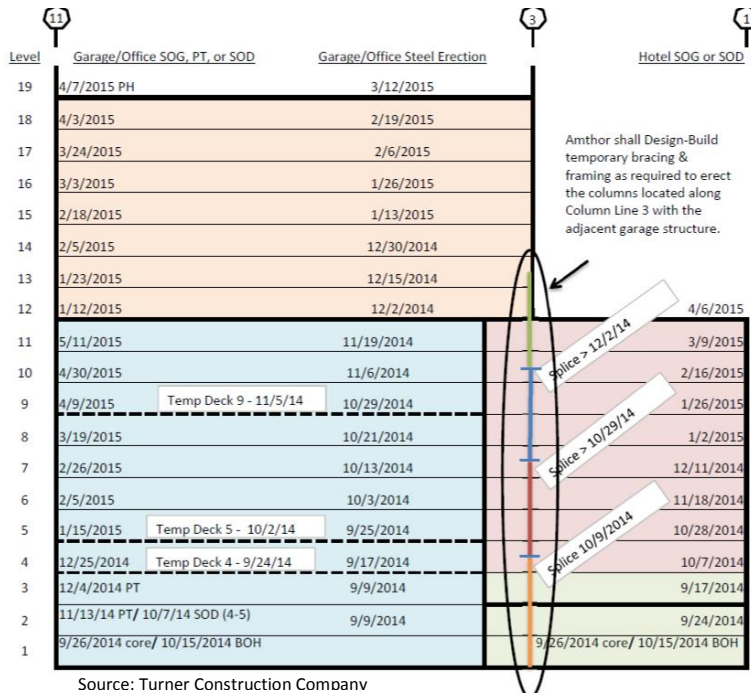 11 3 1
Level Garage/Office SOG, PT, or SOD Garage/Office Steel Erection Hotel SOG or SOD
19 4/7/2015 PH 3/12/2015
18 4/3/2015 2/19/2015
17 3/24/2015 2/6/2015
16 3/3/2015 1/26/2015
15 2/18/2015 1/13/2015
14 2/5/2015 12/30/2014
13 1/23/2015 12/15/2014
12 1/12/2015 12/2/2014 4/6/2015
Amthor shall Design-Build
temporary bracing &
framing as required to erect
the columns located along
Column Line 3 with the
adjacent garage structure.
11 5/11/2015 11/19/2014 3/9/2015
Splice > 12/2/14
10 4/30/2015 11/6/2014 2/16/2015
9 4/9/2015 Temp Deck 9 - 11/5/14 10/29/2014 1/26/2015
8 3/19/2015 10/21/2014 1/2/2015
Splice > 10/29/14
7 2/26/2015 10/13/2014 12/11/2014
6 2/5/2015 10/3/2014 11/18/2014
5 1/15/2015 Temp Deck 5 - 10/2/14 9/25/2014 10/28/2014
Splice 10/9/2014
4 12/25/2014 Temp Deck 4 - 9/24/14 9/17/2014 10/7/2014
3 12/4/2014 PT 9/9/2014 9/17/2014
2 11/13/14 PT/ 10/7/14 SOD (4-5) 9/9/2014 9/24/2014
1 9/26/2014 core/ 10/15/2014 BOH 9/26/2014 core/ 10/15/2014 BOH
Source: Turner Construction Company